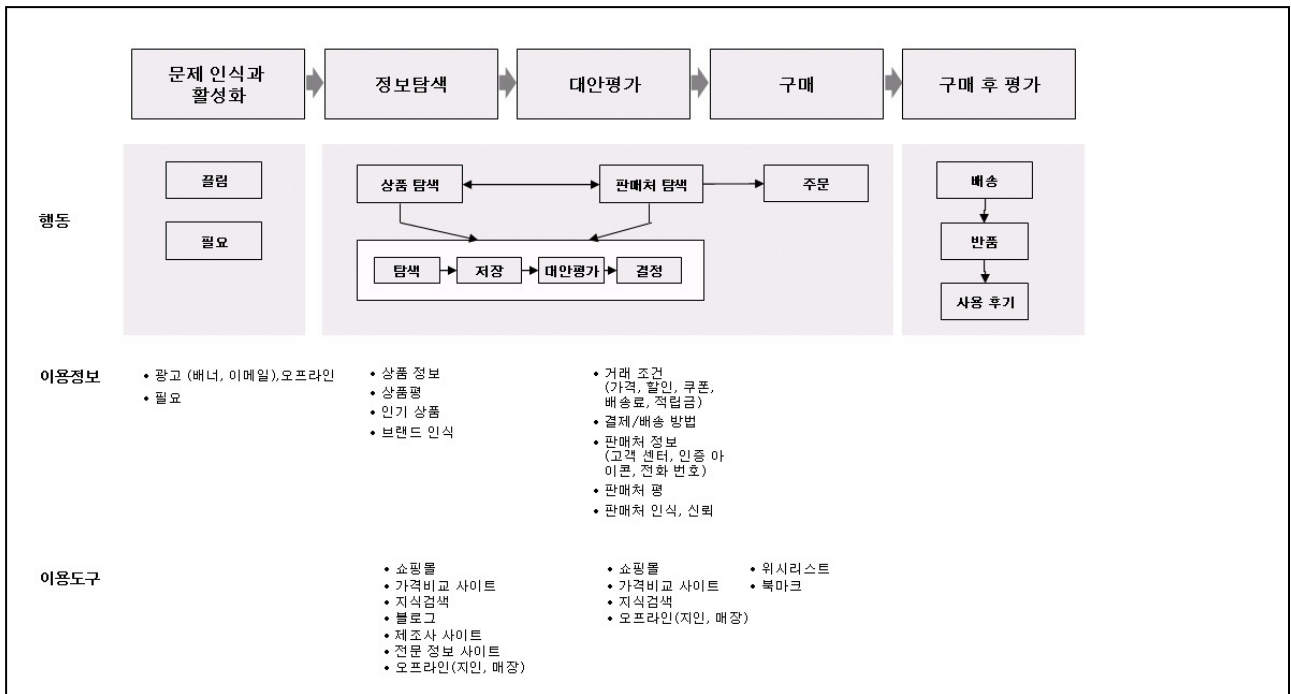 문제 인식과
활성화
정보탐색
대안평가
구매
구매 후 평가
행동
끌림
필요
상품 탐색
판매처 탐색
주문
탐색
저장
대안평가
결정
배송
반품
사용 후기
이용정보
• 광고 (배너, 이메일),오프라인
• 필요
• 상품 정보
• 상품평
• 인기 상품
• 브랜드 인식
• 거래 조건
(가격, 할인, 쿠폰,
배송료, 적립금)
• 결제/배송 방법
• 판매처 정보
(고객 센터, 인증 아
이콘, 전화 번호)
• 판매처 평
• 판매처 인식, 신뢰
이용도구
• 쇼핑몰
• 가격비교 사이트
• 지식검색
• 블로그
• 제조사 사이트
• 전문 정보 사이트
• 오프라인(지인, 매장)
• 쇼핑몰
• 가격비교 사이트
• 지식검색
• 오프라인(지인, 매장)
• 위시리스트
• 북마크